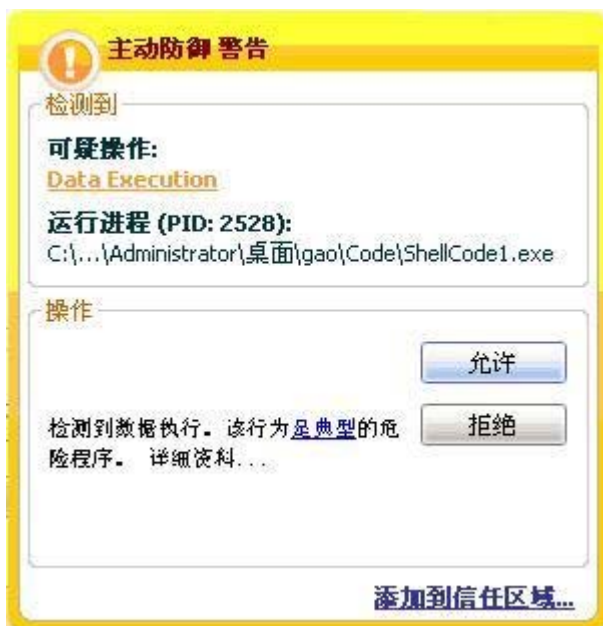 主动防御 警告
检测到
可疑操作:
Data Execution
运行进程 (PID: 2528):
C:\...\Administrator\桌面\gao\Code\ShellCode1.exe
操作
允许
检测到数据执行。该行为是典型的危
险程序。 详细资料...
拒绝
添加到信任区域...